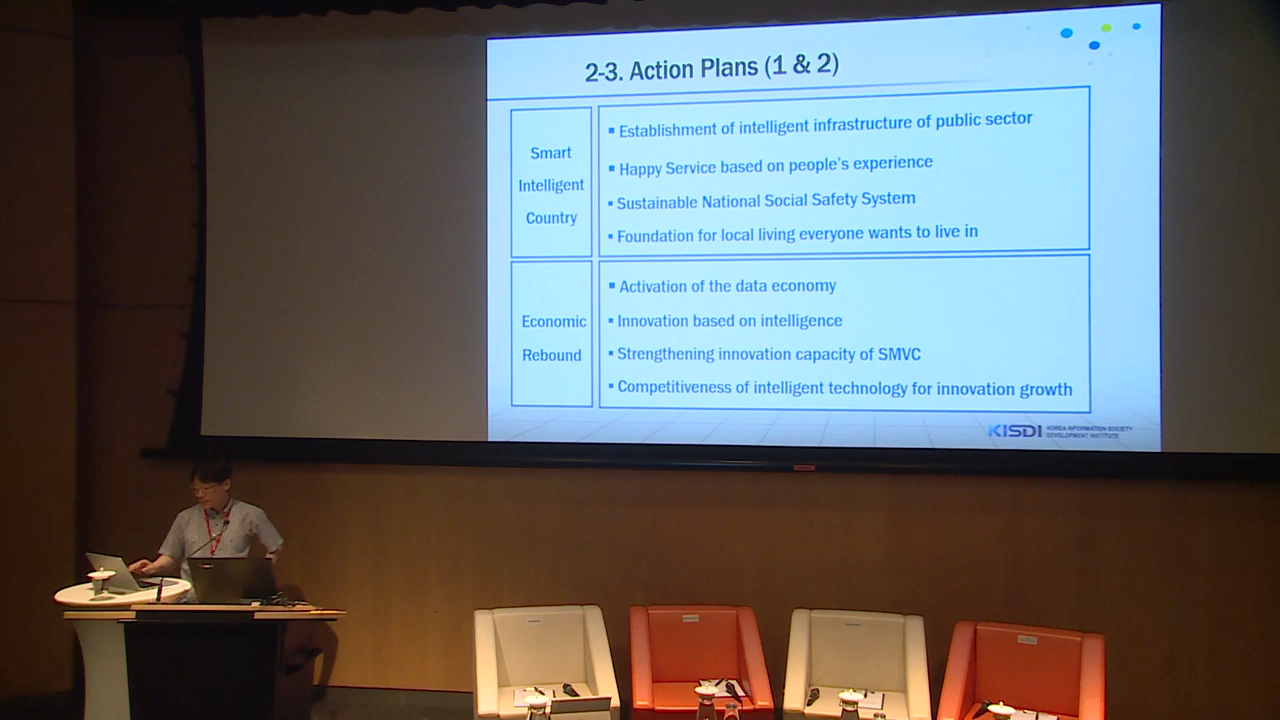 2-3. Action Plans (1 & 2)
Smart
Intelligent
Country
▪ Establishment of intelligent infrastructure of public sector
▪ Happy Service based on people's experience
▪ Sustainable National Social Safety System
▪ Foundation for local living everyone wants to live in
Economic
Rebound
▪ Activation of the data economy
▪ Innovation based on intelligence
▪ Strengthening innovation capacity of SMVC
▪ Competitiveness of intelligent technology for innovation growth
KISDI
KOREA INFORMATION SOCIETY
DEVELOPMENT INSTITUTE